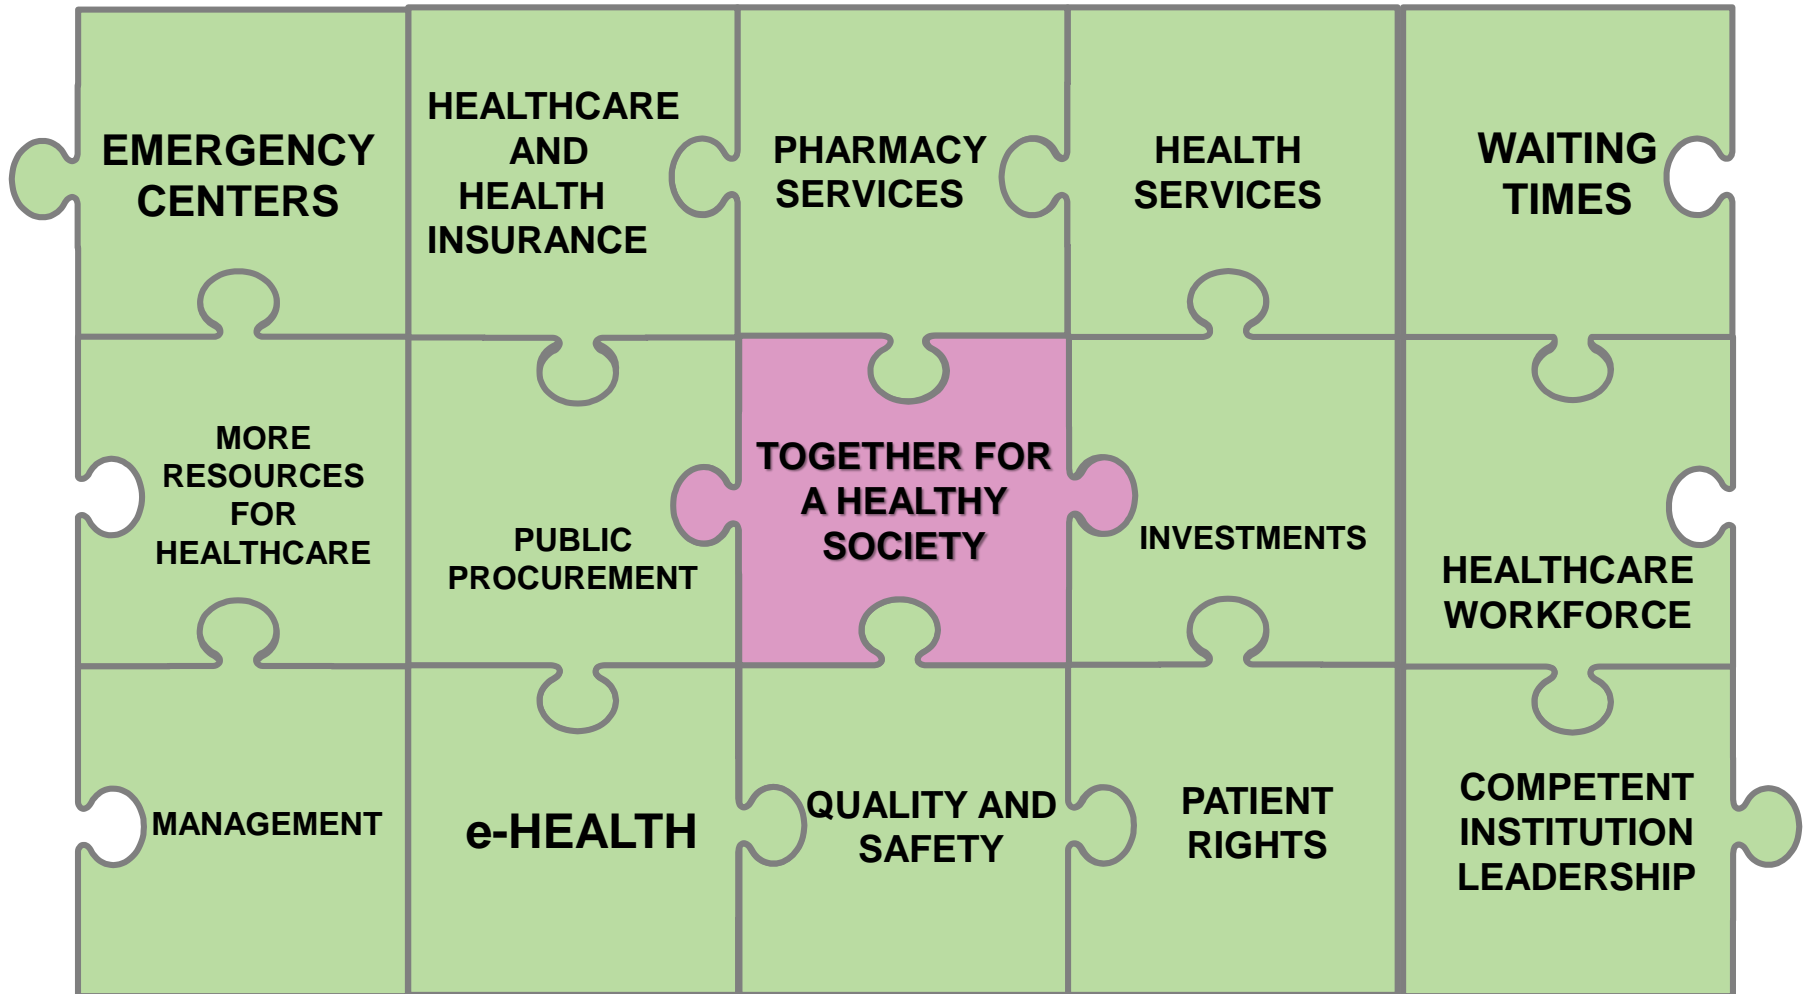 EMERGENCY
CENTERS
HEALTHCARE
AND
HEALTH
INSURANCE
PHARMACY
SERVICES
HEALTH
SERVICES
WAITING
TIMES
MORE
RESOURCES
FOR
HEALTHCARE
PUBLIC
PROCUREMENT
TOGETHER FOR
A HEALTHY
SOCIETY
INVESTMENTS
HEALTHCARE
WORKFORCE
MANAGEMENT
e-HEALTH
QUALITY AND
SAFETY
PATIENT
RIGHTS
COMPETENT
INSTITUTION
LEADERSHIP